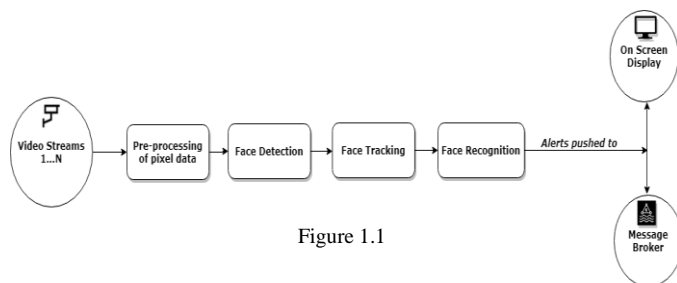 On Screen
Display
Video Streams
1...N
Pre-processing
of pixel data
Face Detection
Face Tracking
Face Recognition
Alerts pushed to
Message
Broker
Figure 1.1